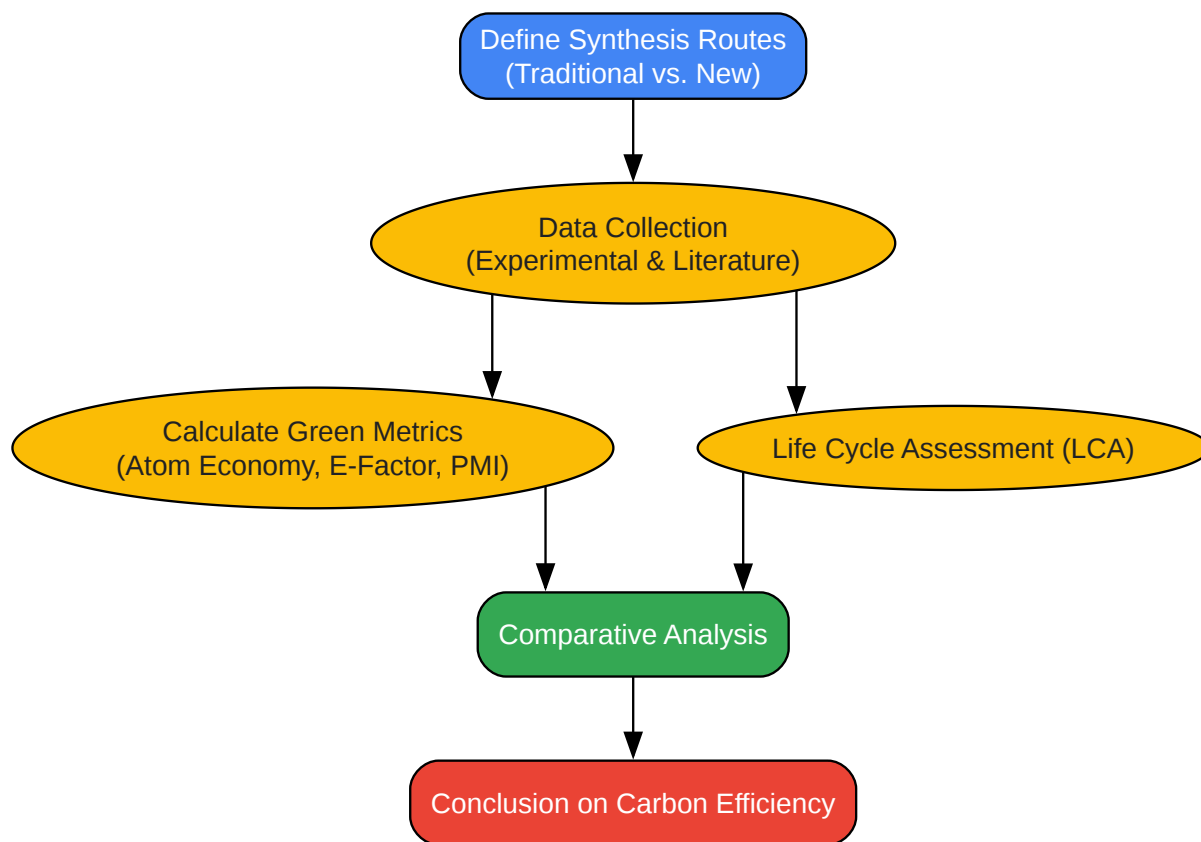 Define Synthesis Routes
(Traditional vs. New)
Data Collection
(Experimental & Literature)
Calculate Green Metrics
(Atom Economy, E-Factor, PMI)
Life Cycle Assessment (LCA)
Comparative Analysis
Conclusion on Carbon Efficiency